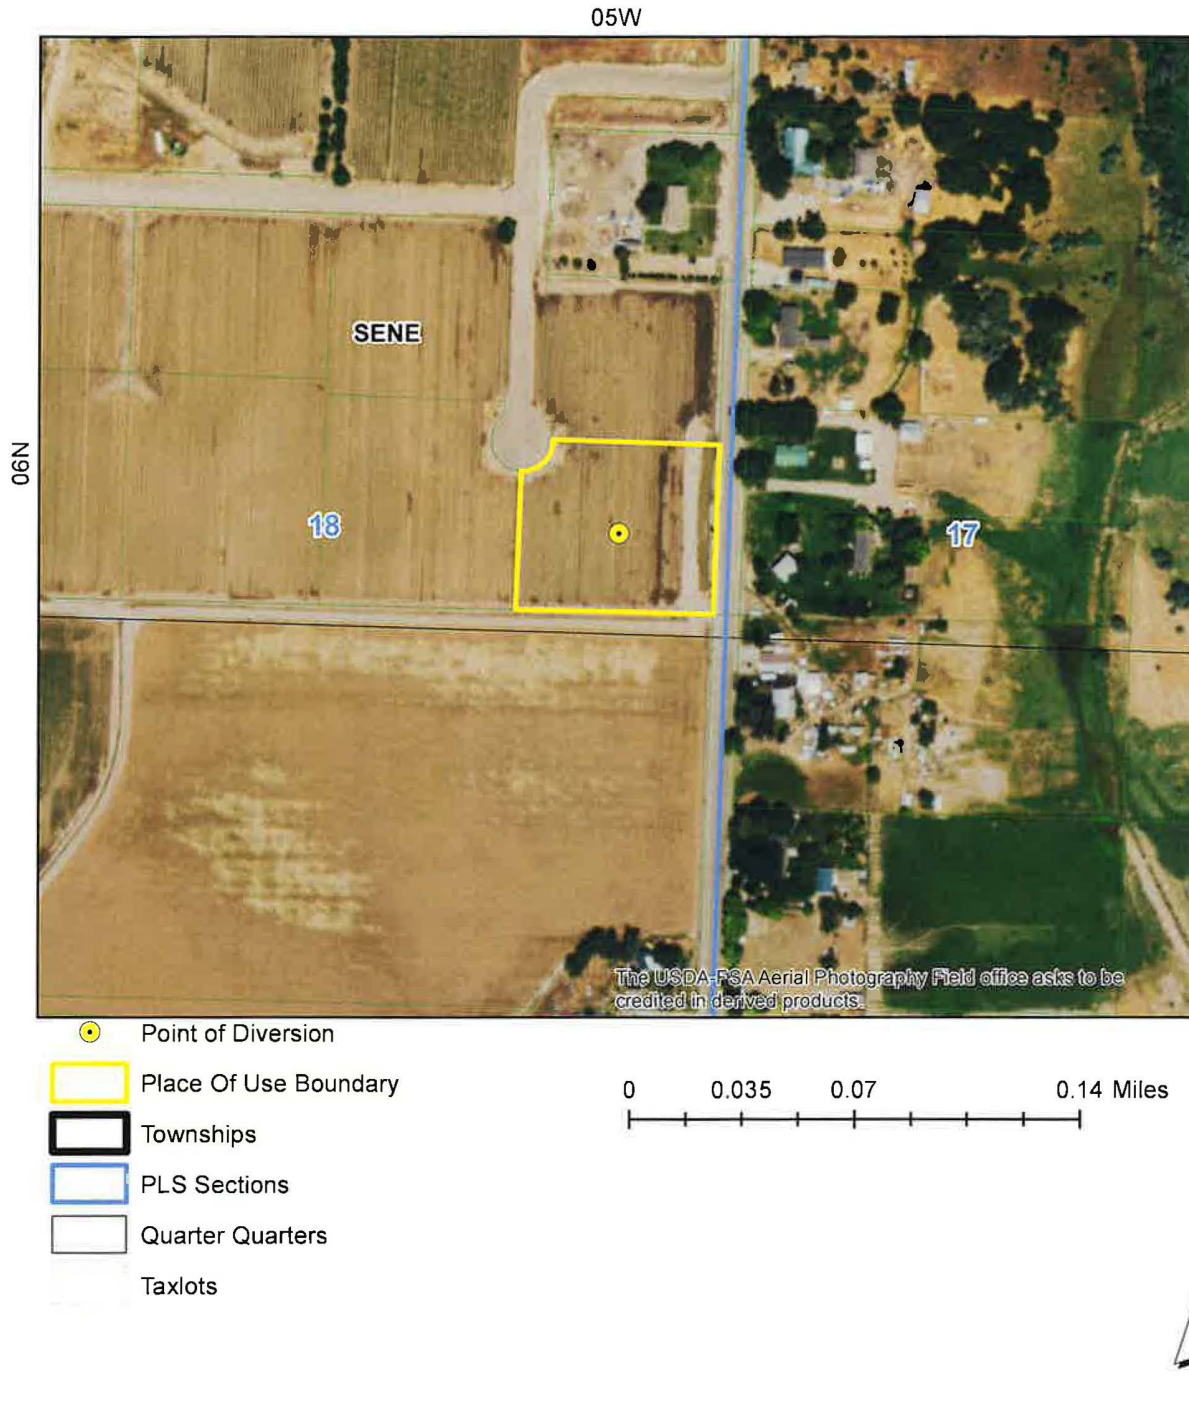 05W
06N
SENE
18
17
The USDA-FSA Aerial Photography Field office asks to be
credited in derived products.
Point of Diversion
Place Of Use Boundary
Townships
PLS Sections
Quarter Quarters
Taxlots
0 0.035 0.07 0.14 Miles